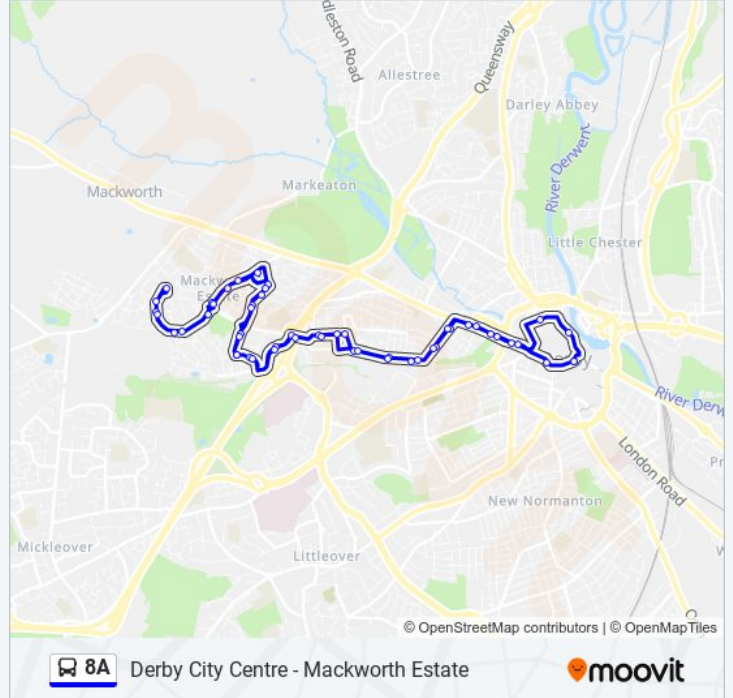 dleston Road
Allestree
Queensway
Darley Abbey
River Derwent
Mackworth
Markeaton
Little Chester
Mackw
Estate
y
River Derw
London Road
Pr
New Normanton
Mickleover
Littleover
© OpenStreetMap contributors | © OpenMapTiles
8A Derby City Centre - Mackworth Estate
moovit